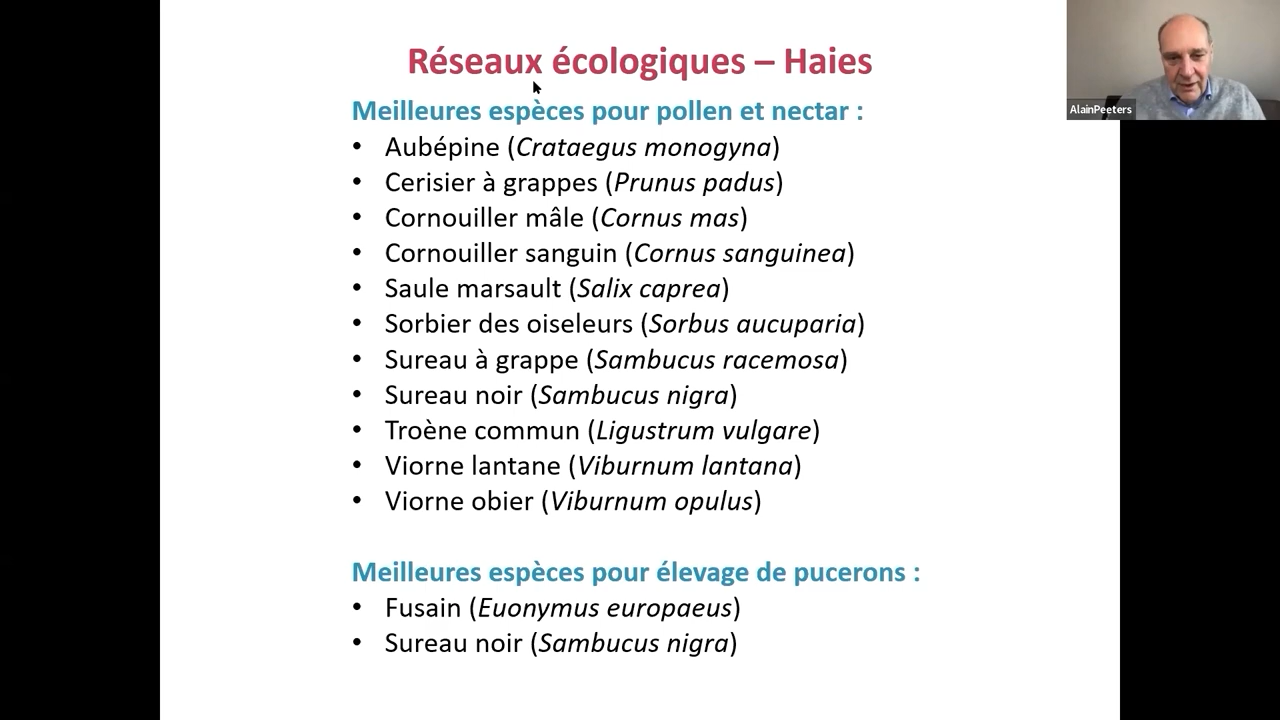 Réseaux écologiques – Haies
AlainPeeters
Meilleures espèces pour pollen et nectar :
• Aubépine (Crataegus monogyna)
• Cerisier à grappes (Prunus padus)
• Cornouiller mâle (Cornus mas)
• Cornouiller sanguin (Cornus sanguinea)
• Saule marsault (Salix caprea)
• Sorbier des oiseleurs (Sorbus aucuparia)
• Sureau à grappe (Sambucus racemosa)
• Sureau noir (Sambucus nigra)
• Troène commun (Ligustrum vulgare)
• Viorne lantane (Viburnum lantana)
• Viorne obier (Viburnum opulus)
Meilleures espèces pour élevage de pucerons :
• Fusain (Euonymus europaeus)
• Sureau noir (Sambucus nigra)